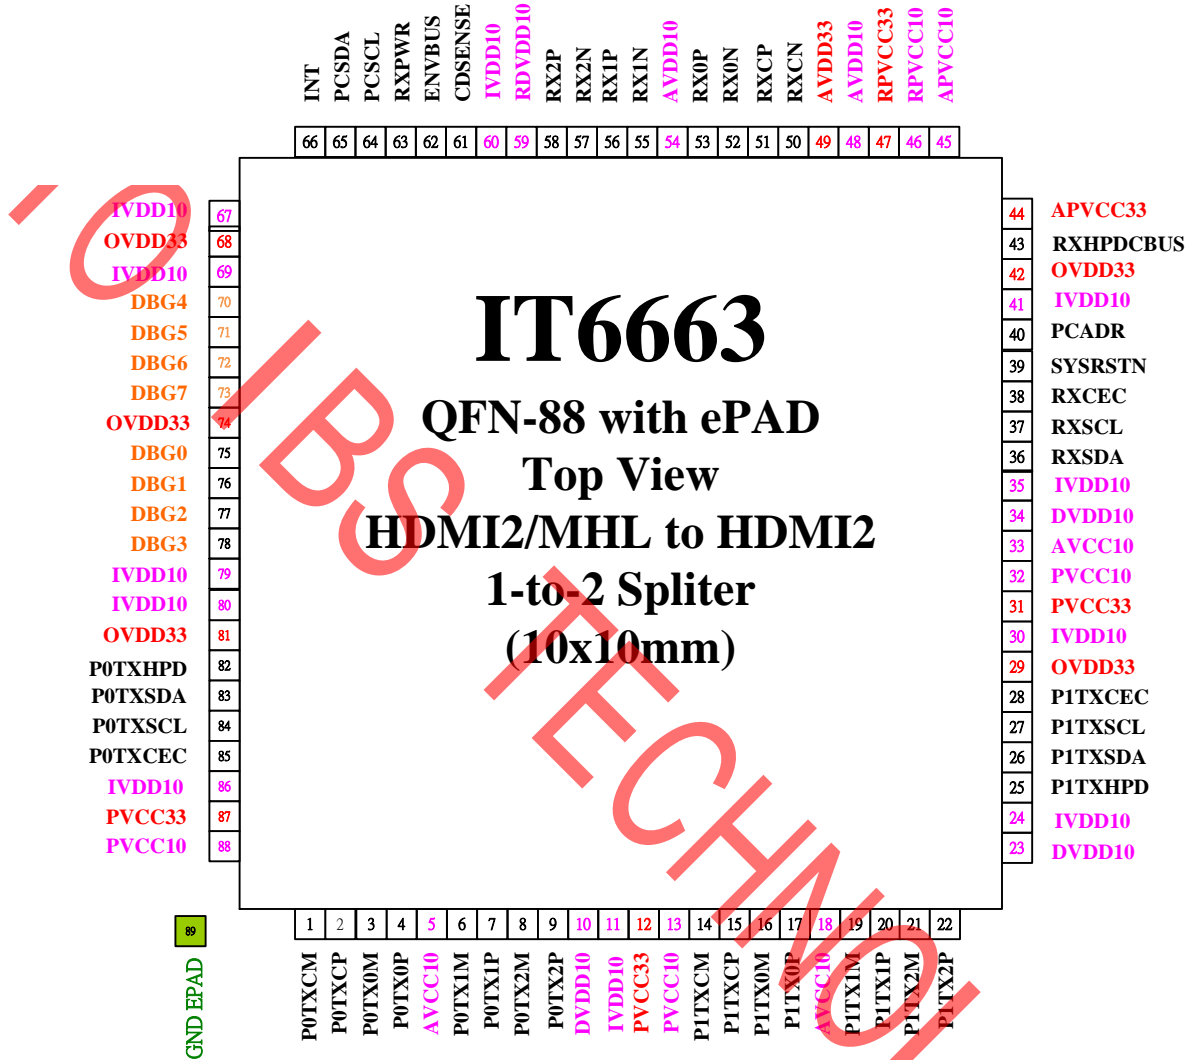 INT
PCSDA
PCSCL
RXPWR
ENVBUS
CDSENSE
IVDD10
RDVDD10
RX2P
RX2N
RX1P
RX1N
AVDD10
RX0P
RX0N
RXCP
RXCN
AVDD33
AVDD10
RPVCC33
RPVCC10
APVCC10
66 65 64 63 62 61 60 59 58 57 56 55 54 53 52 51 50 49 48 47 46 45
IVDD10 67
OVDD33 68
IVDD10 69
DBG4 70
DBG5 71
DBG6 72
DBG7 73
OVDD33 74
DBG0 75
DBG1 76
DBG2 77
DBG3 78
IVDD10 79
IVDD10 80
OVDD33 81
P0TXHPD 82
P0TXSDA 83
P0TXSCL 84
P0TXCEC 85
IVDD10 86
PVCC33 87
PVCC10 88
IT6663
QFN-88 with ePAD
Top View
HDMI2/MHL to HDMI2
1-to-2 Spliter
(10x10mm)
44 APVCC33
43 RXHPDCBUS
42 OVDD33
41 IVDD10
40 PCADR
39 SYSRSTN
38 RXCEC
37 RXSCL
36 RXSDA
35 IVDD10
34 DVDD10
33 AVCC10
32 PVCC10
31 PVCC33
30 IVDD10
29 OVDD33
28 P1TXCEC
27 P1TXSCL
26 P1TXSDA
25 P1TXHPD
24 IVDD10
23 DVDD10
89
GND EPAD
1 2 3 4 5 6 7 8 9 10 11 12 13 14 15 16 17 18 19 20 21 22
P0TXCM
P0TXCP
P0TX0M
P0TX0P
AVCC10
P0TX1M
P0TX1P
P0TX2M
P0TX2P
DVDD10
IVDD10
PVCC33
PVCC10
P1TXCM
P1TXCP
P1TX0M
P1TX0P
AVCC10
P1TX1M
P1TX1P
P1TX2M
P1TX2P
IBS TECHNOL